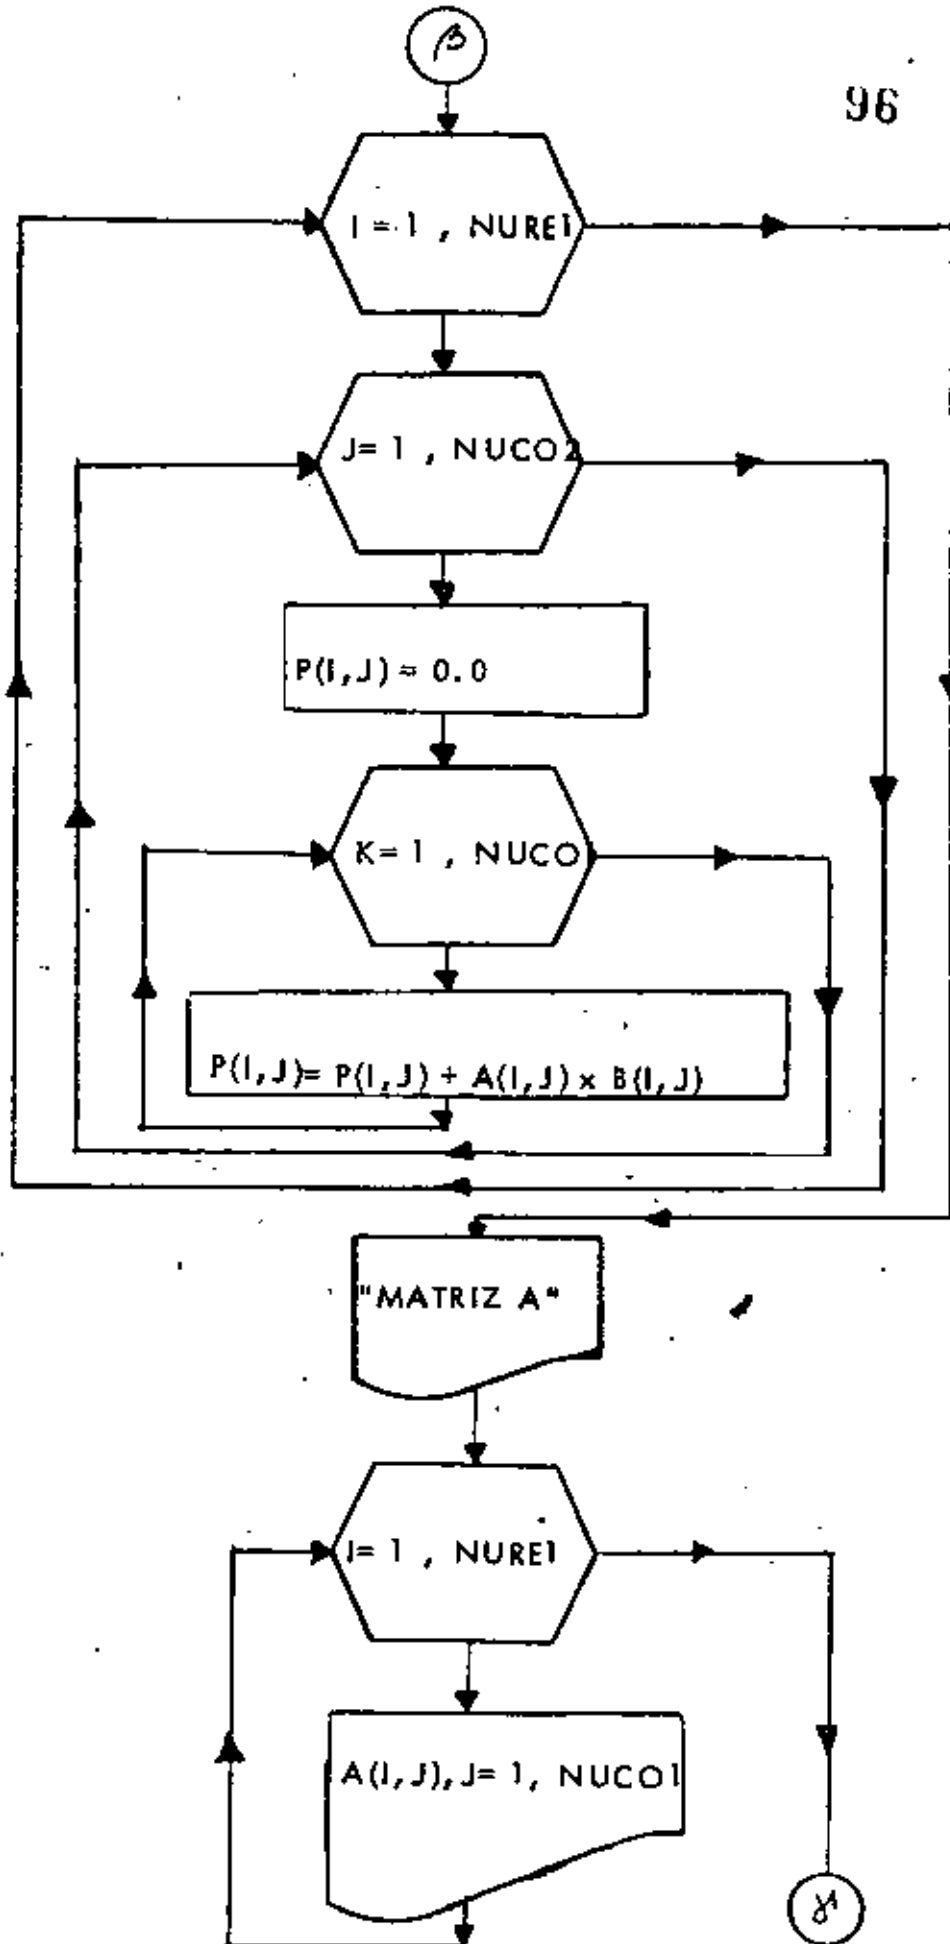 β
96
I = 1 , NURE1
J= 1 , NUCO2
P(I,J) = 0.0
K= 1 , NUCO
P(I,J)= P(I,J) + A(I,J) x B(I,J)
"MATRIZ A"
I= 1 , NURE1
A(I,J), J= 1, NUCO1